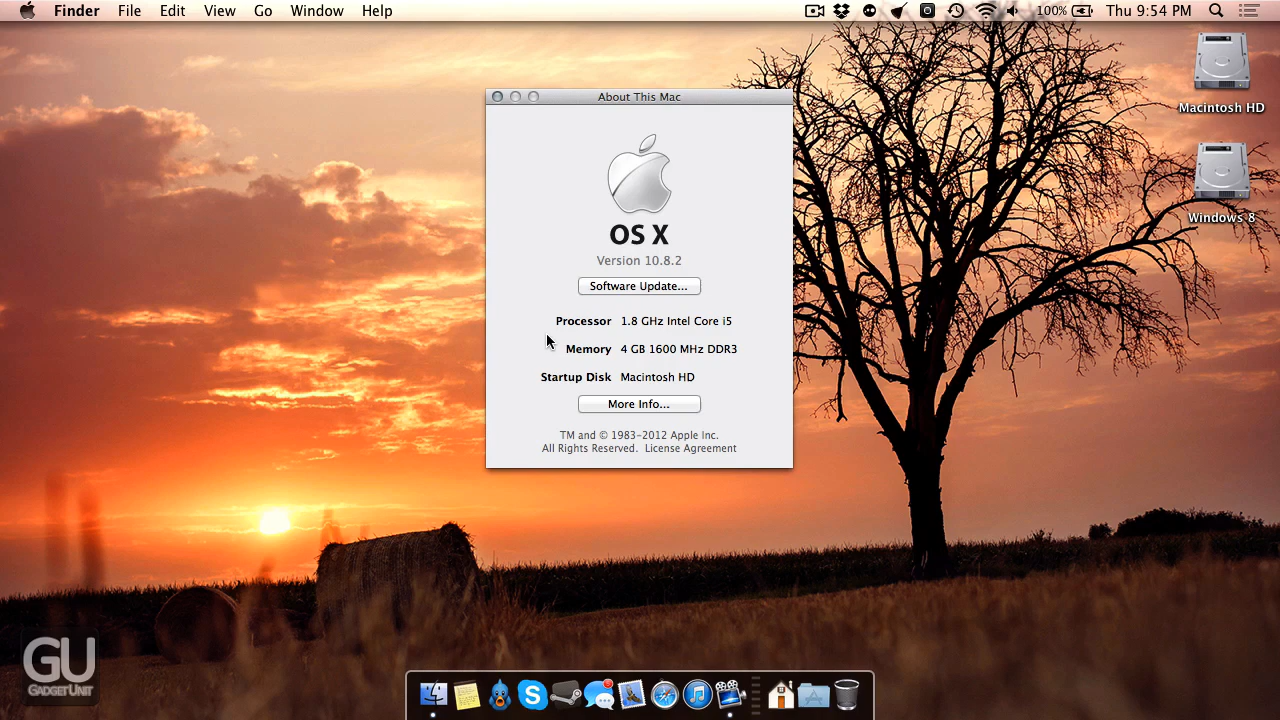 Finder File Edit View Go Window Help 100% Thu 9:54 PM
Macintosh HD
Windows 8
About This Mac
OS X
Version 10.8.2
Software Update...
Processor 1.8 GHz Intel Core i5
Memory 4 GB 1600 MHz DDR3
Startup Disk Macintosh HD
More Info...
TM and © 1983-2012 Apple Inc.
All Rights Reserved. License Agreement
GU
GADGETUNIT